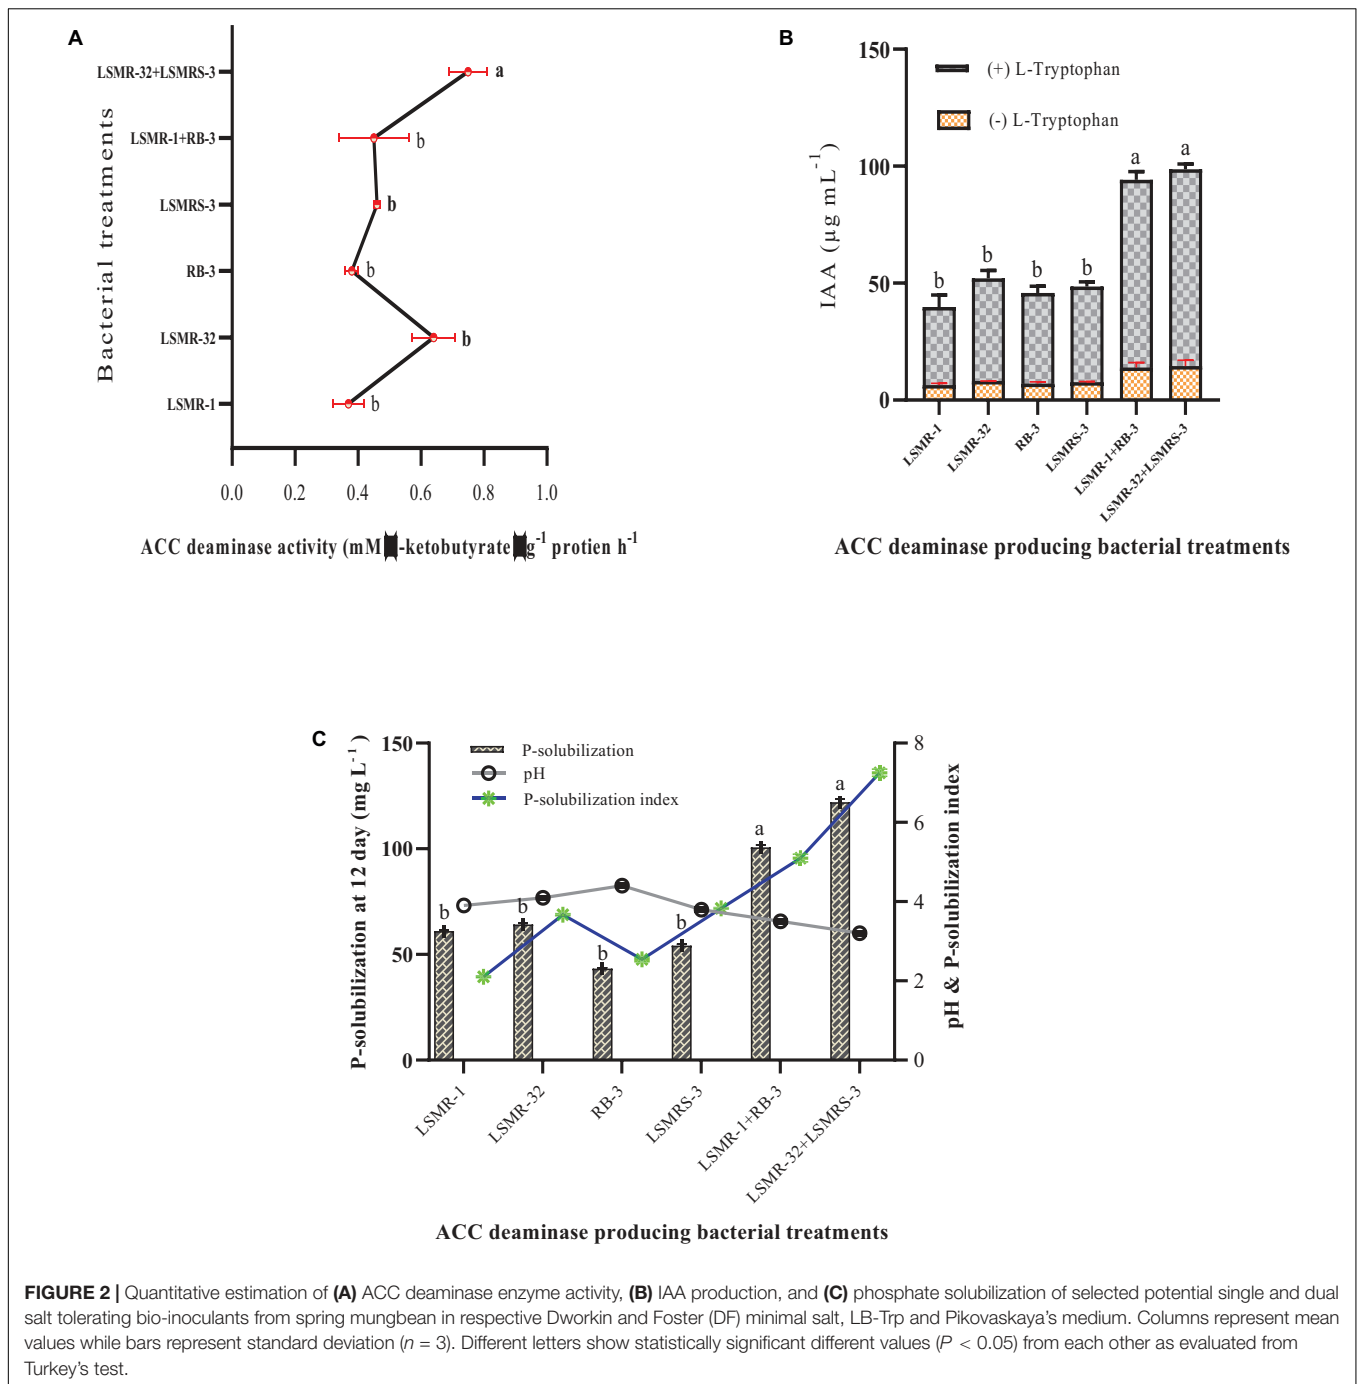 A
LSMR-32+LSMRS-3
a
LSMR-1+RB-3
b
LSMRS-3
b
RB-3
b
LSMR-32
b
LSMR-1
b
Bacterial treatments
0.0 0.2 0.4 0.6 0.8 1.0
ACC deaminase activity (mM -ketobutyrate g-1 protien h-1
B
150
100
50
0
IAA (µg mL-1)
(+) L-Tryptophan
(-) L-Tryptophan
b b b b a a
LSMR-1
LSMR-32
RB-3
LSMRS-3
LSMR-1+RB-3
LSMR-32+LSMRS-3
ACC deaminase producing bacterial treatments
C
150
100
50
0
P-solubilization at 12 day (mg L-1)
P-solubilization
pH
P-solubilization index
b b b b a a
8
6
4
2
0
pH & P-solubilization index
LSMR-1
LSMR-32
RB-3
LSMRS-3
LSMR-1+RB-3
LSMR-32+LSMRS-3
ACC deaminase producing bacterial treatments
FIGURE 2 | Quantitative estimation of (A) ACC deaminase enzyme activity, (B) IAA production, and (C) phosphate solubilization of selected potential single and dual
salt tolerating bio-inoculants from spring mungbean in respective Dworkin and Foster (DF) minimal salt, LB-Trp and Pikovaskaya's medium. Columns represent mean
values while bars represent standard deviation (n = 3). Different letters show statistically significant different values (P < 0.05) from each other as evaluated from
Turkey's test.